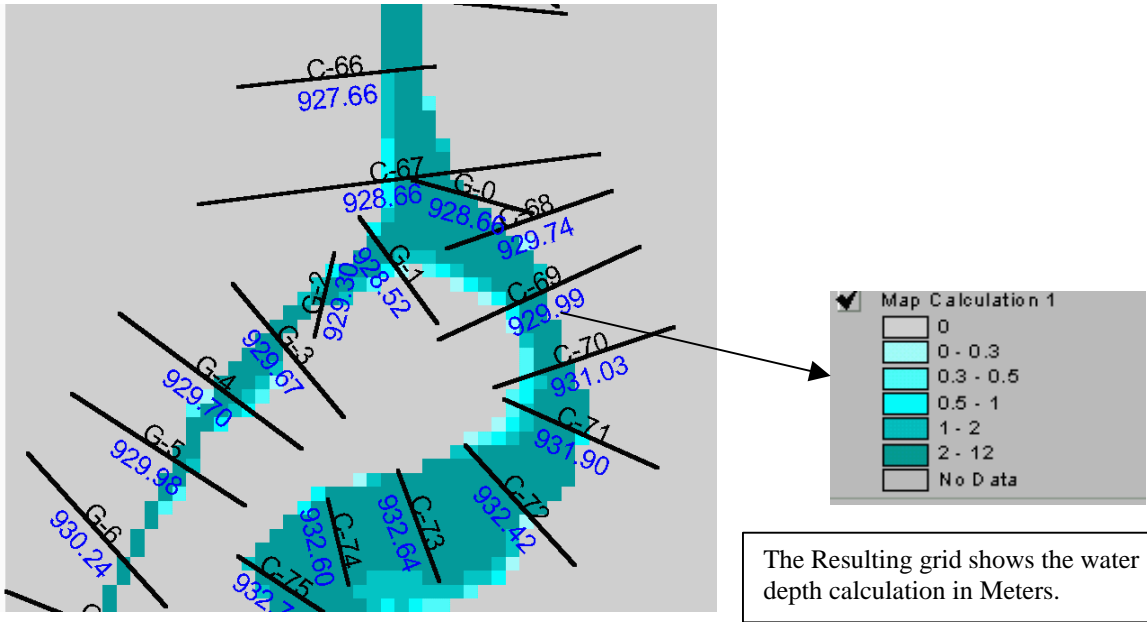 C-66
927.66
C-67
928.66
G-0
928.66
C-68
929.74
G-1
928.52
G-2
929.30
C-69
929.99
G-3
929.67
C-70
931.03
G-4
929.70
C-71
931.90
G-5
929.98
C-72
932.42
C-73
932.64
C-74
932.60
G-6
930.24
C-75
Map Calculation 1
0
0 - 0.3
0.3 - 0.5
0.5 - 1
1 - 2
2 - 12
No Data
The Resulting grid shows the water
depth calculation in Meters.